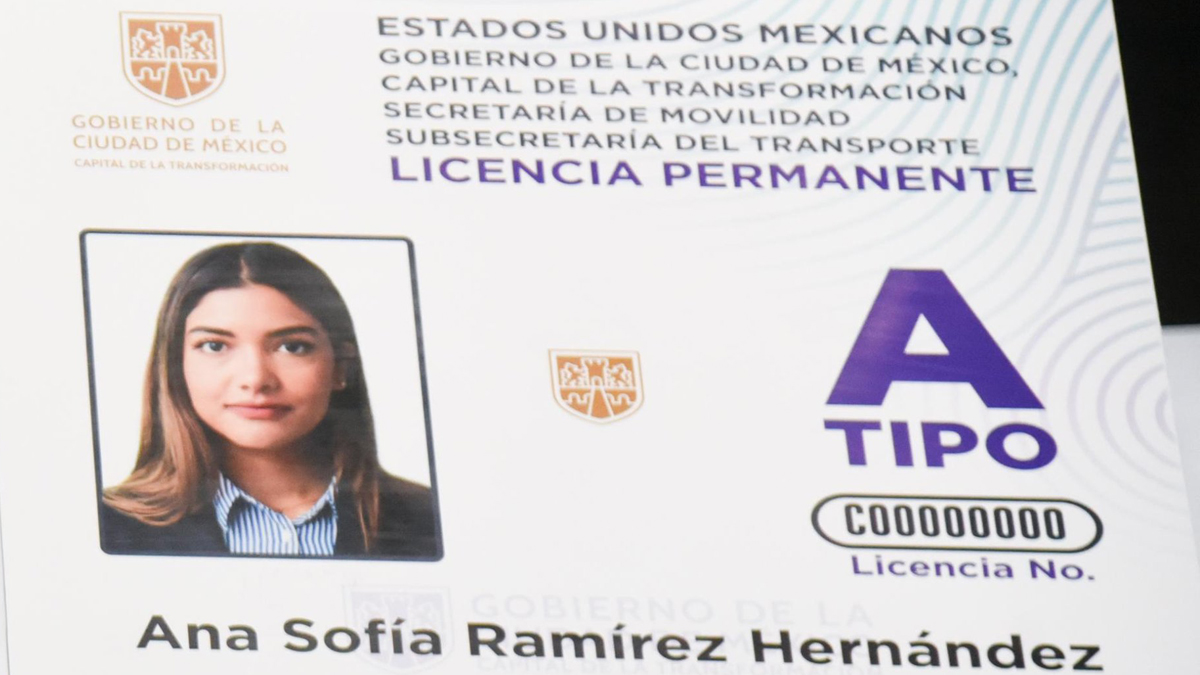 GOBIERNO DE LA
CIUDAD DE MÉXICO
CAPITAL DE LA TRANSFORMACIÓN
ESTADOS UNIDOS MEXICANOS
GOBIERNO DE LA CIUDAD DE MÉXICO,
CAPITAL DE LA TRANSFORMACIÓN
SECRETARÍA DE MOVILIDAD
SUBSECRETARÍA DEL TRANSPORTE
LICENCIA PERMANENTE
A
TIPO
C00000000
Licencia No.
GOBIERNO DE LA
Ana Sofía Ramírez Hernández
CAPITAL DE LA TRANSFORMACIÓN